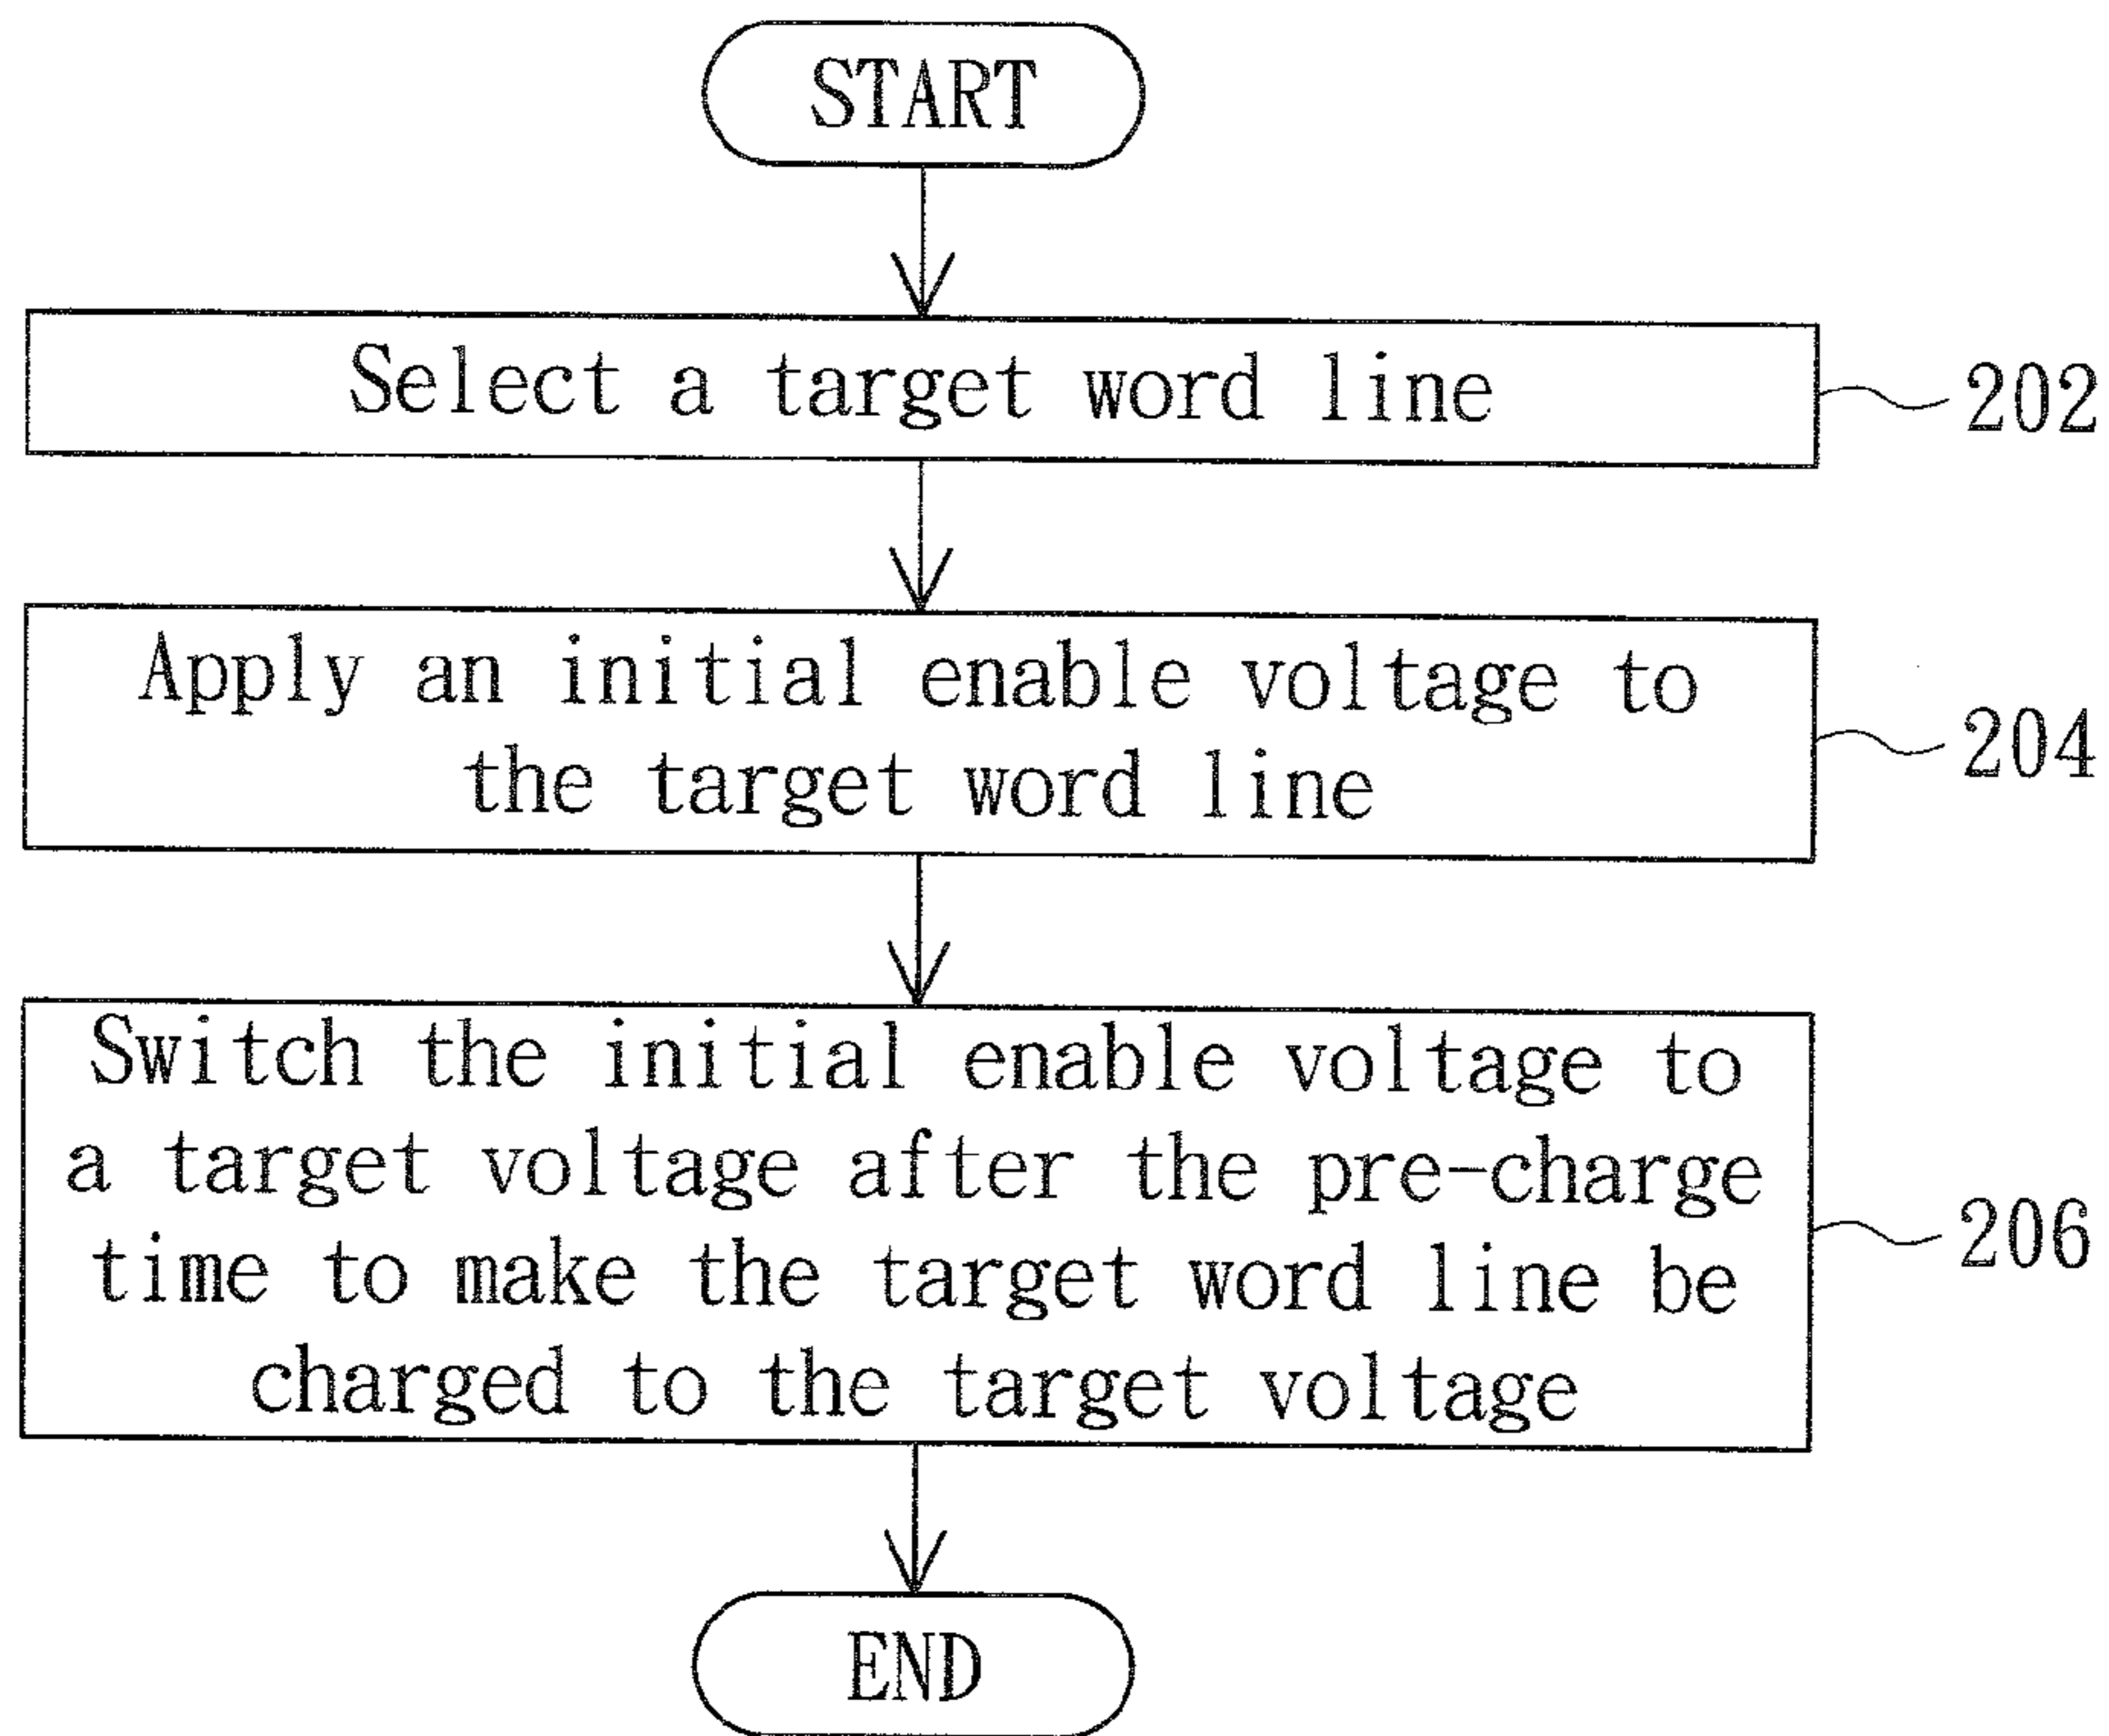 START
Select a target word line
202
Apply an initial enable voltage to
the target word line
204
Switch the initial enable voltage to
a target voltage after the pre-charge
time to make the target word line be
charged to the target voltage
206
END